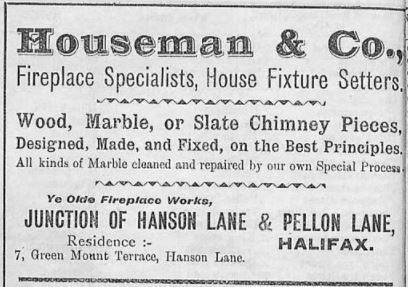 Houseman & Co.,
Fireplace Specialists, House Fixture Setters.
Wood, Marble, or Slate Chimney Pieces,
Designed, Made, and Fixed, on the Best Principles.
All kinds of Marble cleaned and repaired by our own Special Process.
Ye Olde Fireplace Works,
JUNCTION OF HANSON LANE & PELLON LANE,
Residence :- HALIFAX.
7, Green Mount Terrace, Hanson Lane.